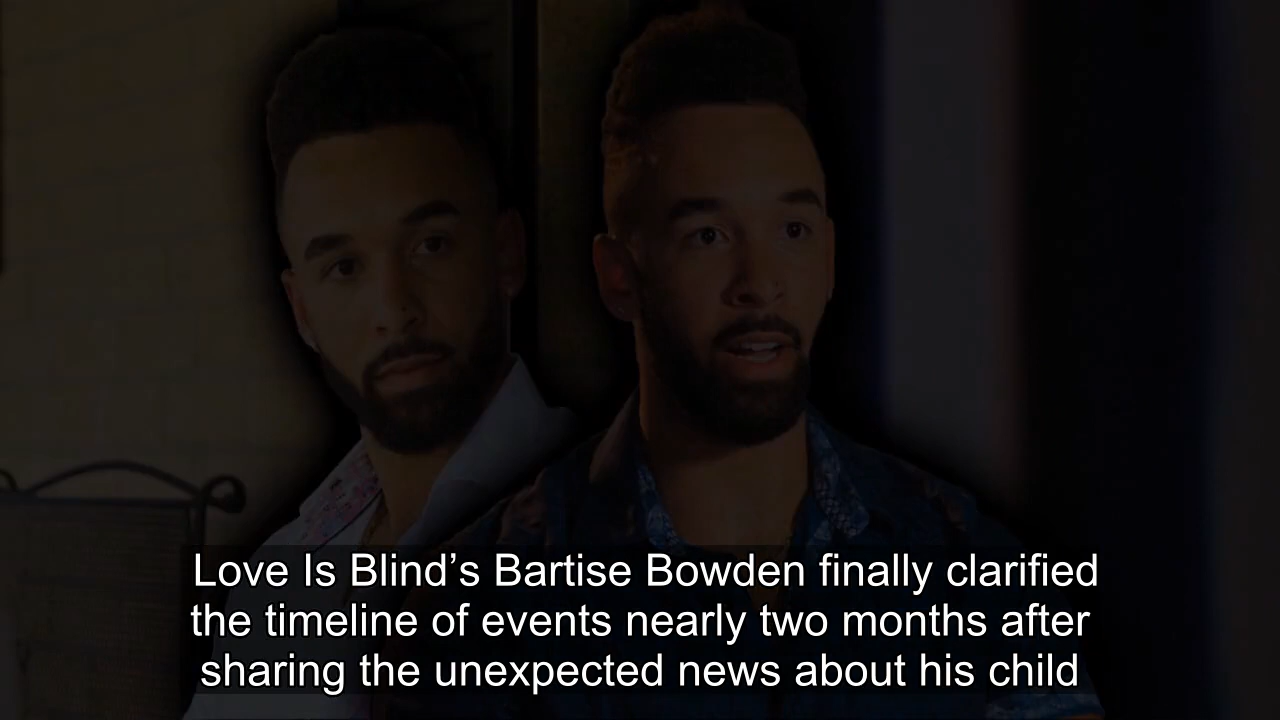 Love Is Blind’s Bartise Bowden finally clarified
the timeline of events nearly two months after
sharing the unexpected news about his child